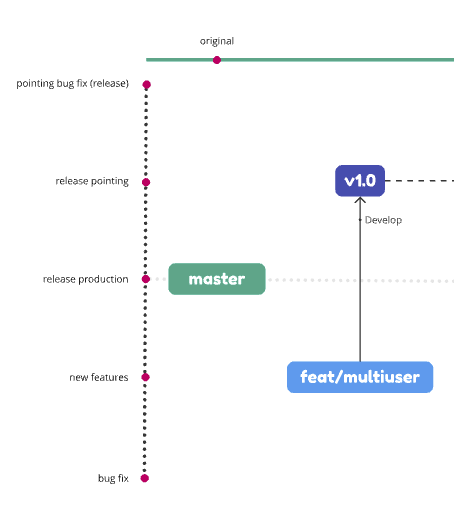 original
pointing bug fix (release)
release pointing
v1.0
Develop
release production
master
new features
feat/multiuser
bug fix